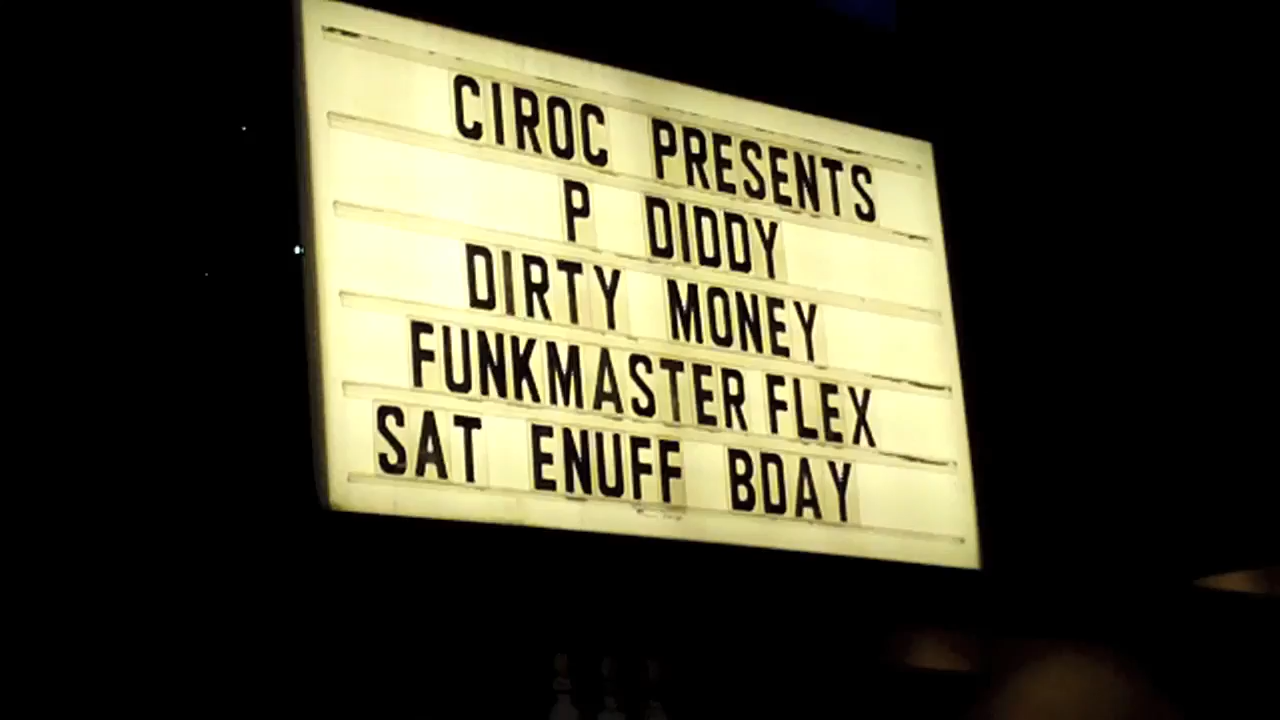 CIROC PRESENTS
P DIDDY
DIRTY MONEY
FUNKMASTER FLEX
SAT ENUFF BDAY